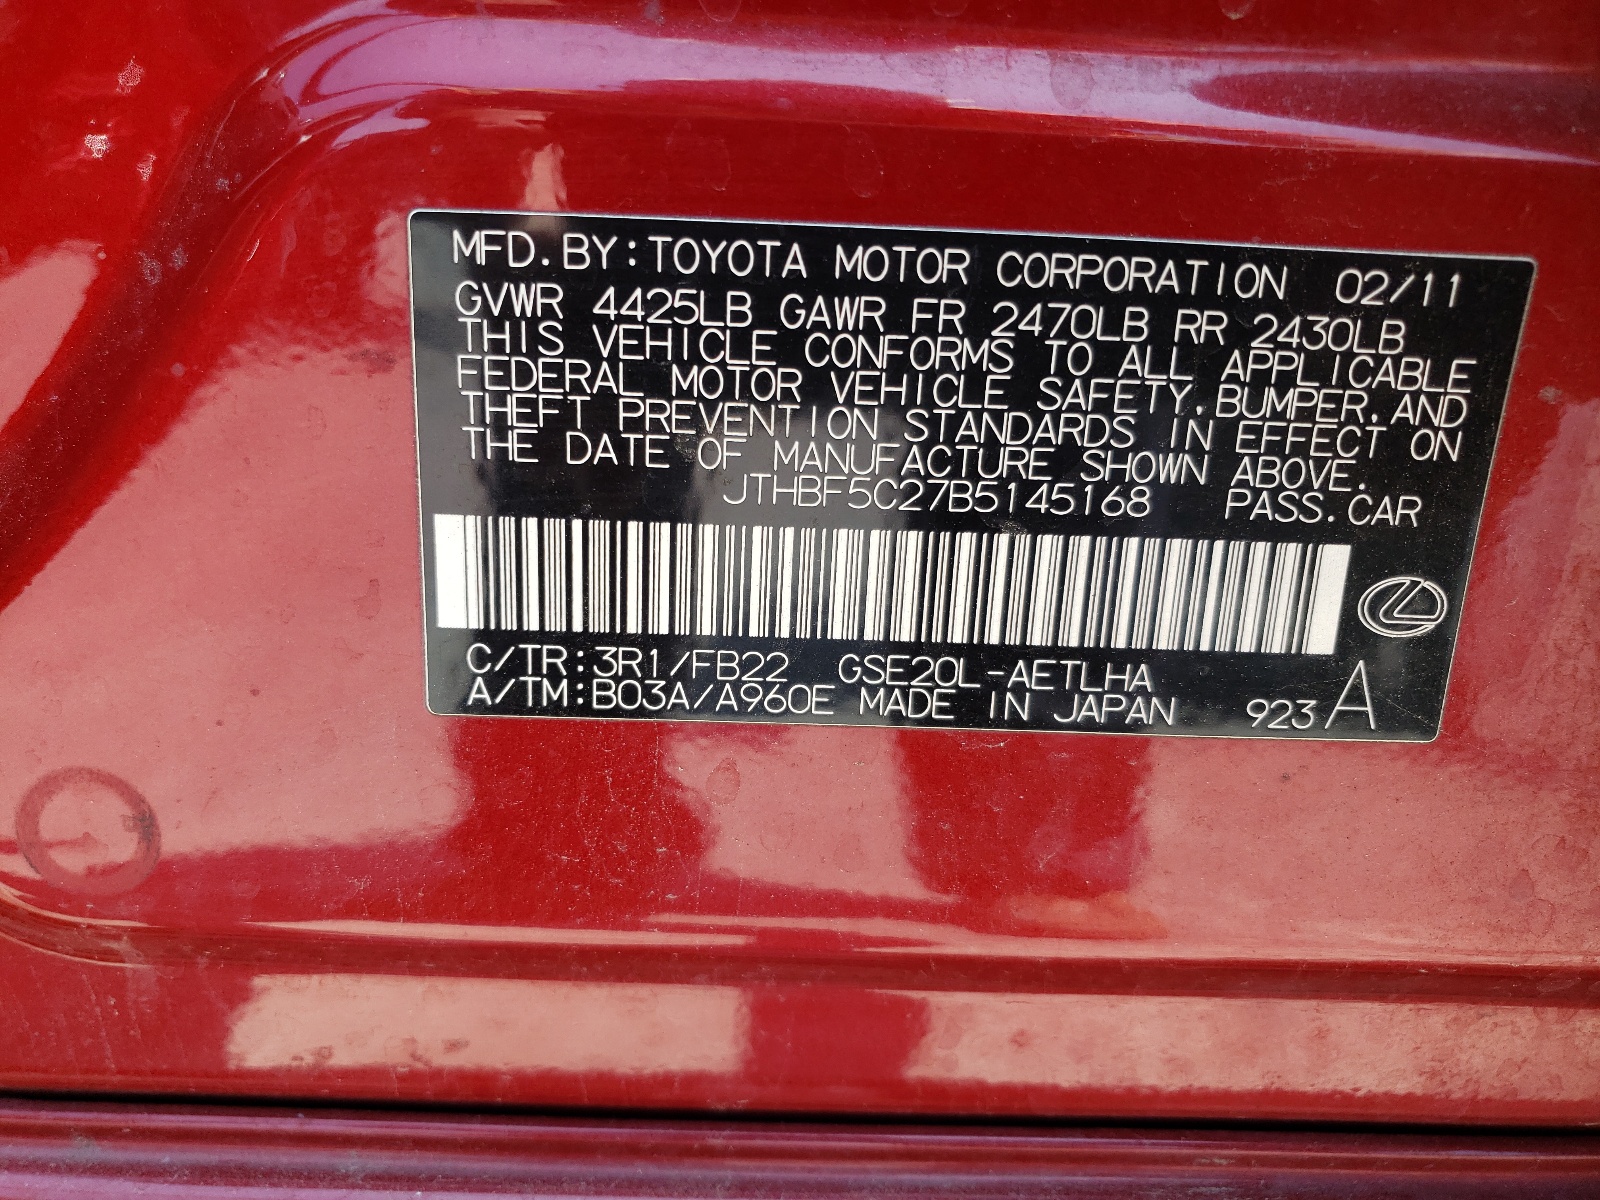 MFD. BY: TOYOTA MOTOR CORPORATION 02/11
GVWR 4425LB GAWR FR 2470LB RR 2430LB
THIS VEHICLE CONFORMS TO ALL APPLICABLE
FEDERAL MOTOR VEHICLE SAFETY, BUMPER, AND
THEFT PREVENTION STANDARDS IN EFFECT ON
THE DATE OF MANUFACTURE SHOWN ABOVE.
JTHBF5C27B5145168 PASS. CAR
C/TR: 3R1/FB22 GSE20L-AETLHA
A/TM: B03A/A960E MADE IN JAPAN 923 A